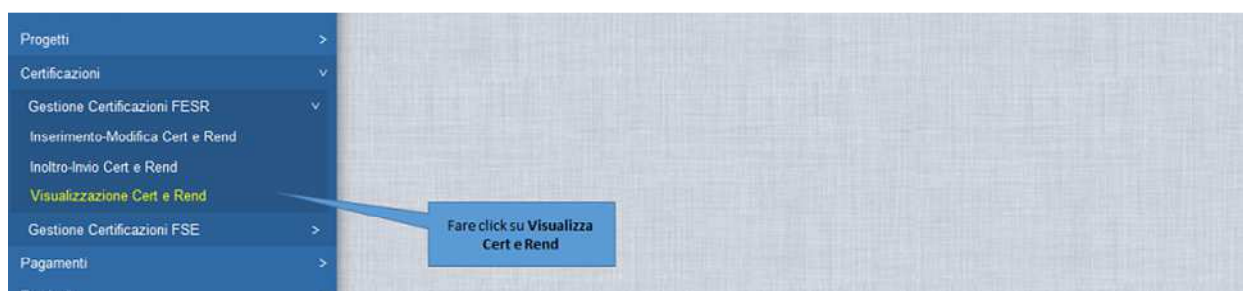 Progetti >
Certificazioni v
Gestione Certificazioni FESR v
Inserimento-Modifica Cert e Rend
Inoltro-Invio Cert e Rend
Visualizzazione Cert e Rend
Gestione Certificazioni FSE >
Pagamenti >
Fare click su Visualizza
Cert e Rend